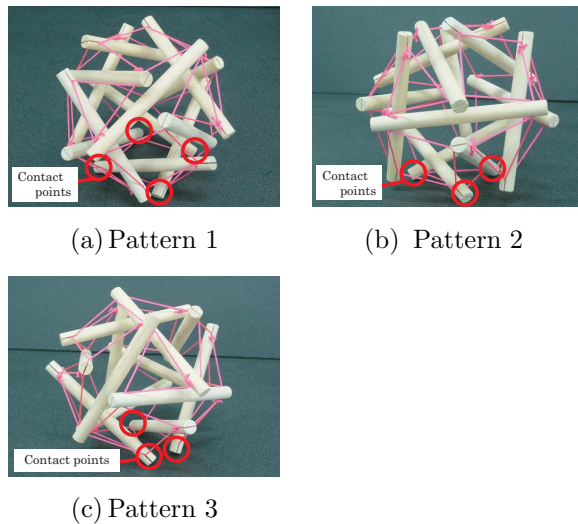 Contact
points
Contact
points
(a) Pattern 1
(b) Pattern 2
Contact points
(c) Pattern 3